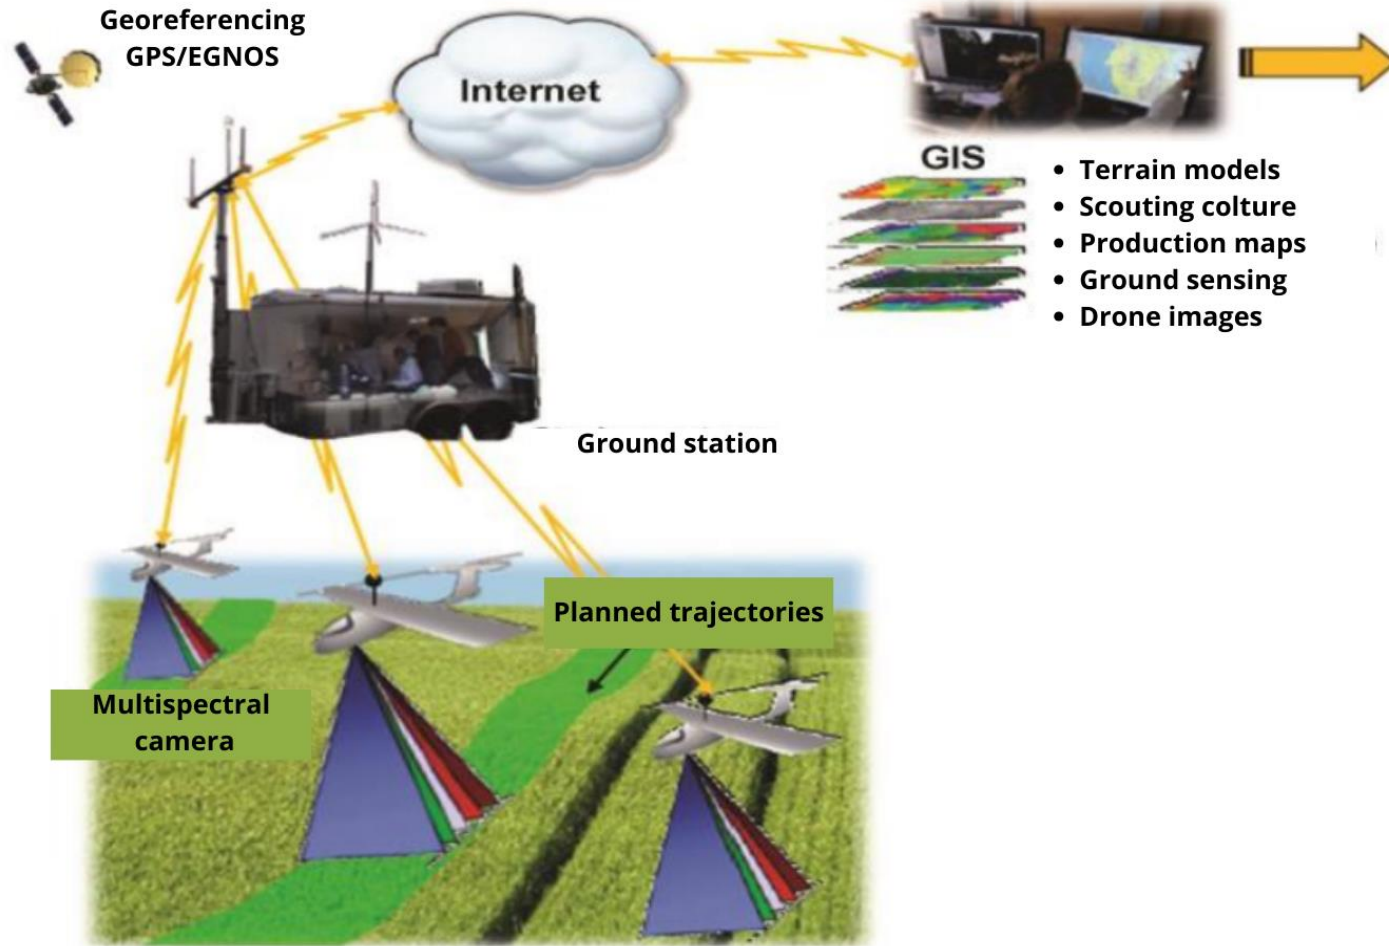 Georeferencing
GPS/EGNOS
Internet
GIS
• Terrain models
• Scouting colture
• Production maps
• Ground sensing
• Drone images
Ground station
Planned trajectories
Multispectral
camera